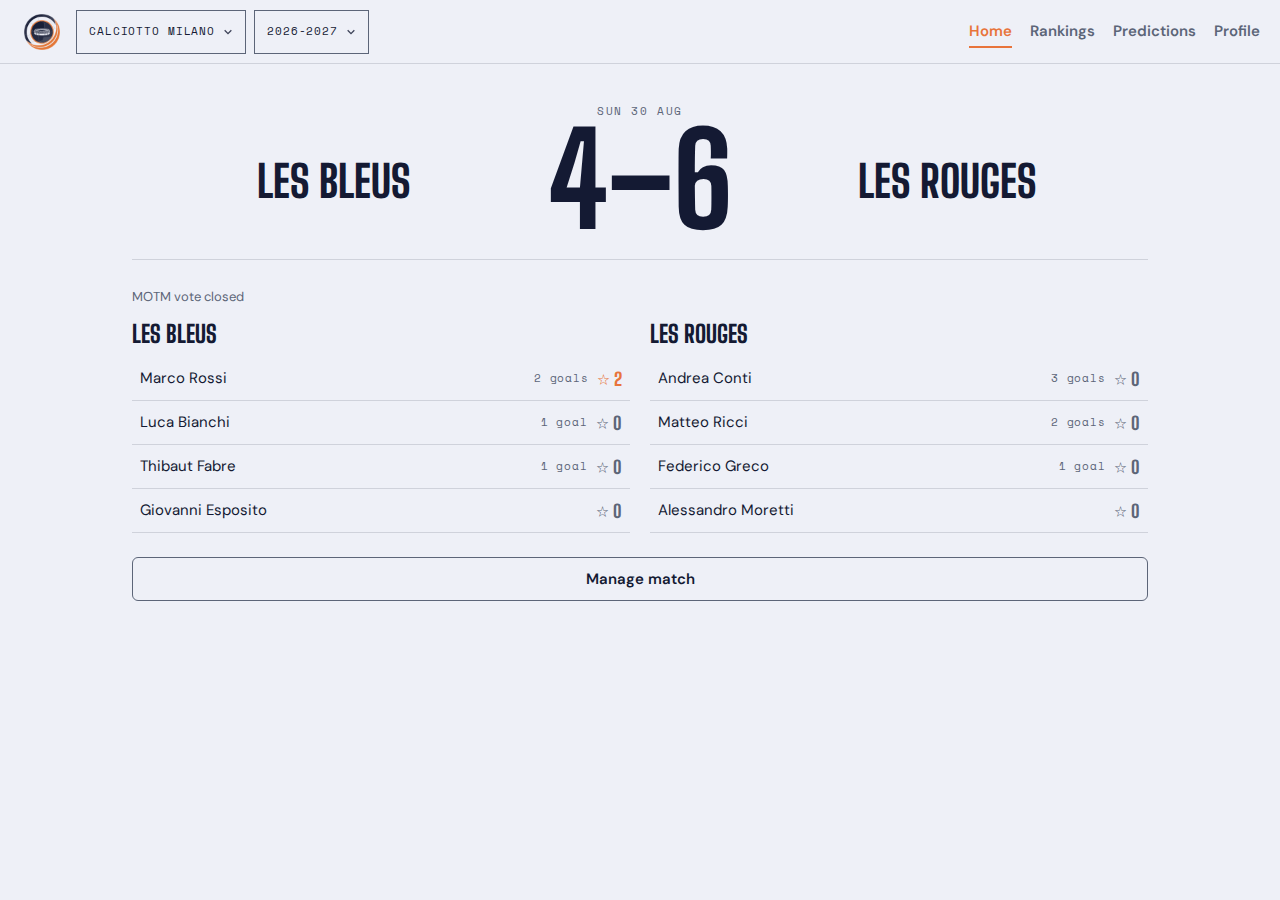 CALCIOTTO MILANO
2026-2027
Home
Rankings
Predictions
Profile
SUN 30 AUG
LES BLEUS
4–6
LES ROUGES
MOTM vote closed
LES BLEUS
Marco Rossi 2 goals ☆ 2
Luca Bianchi 1 goal ☆ 0
Thibaut Fabre 1 goal ☆ 0
Giovanni Esposito ☆ 0
LES ROUGES
Andrea Conti 3 goals ☆ 0
Matteo Ricci 2 goals ☆ 0
Federico Greco 1 goal ☆ 0
Alessandro Moretti ☆ 0
Manage match